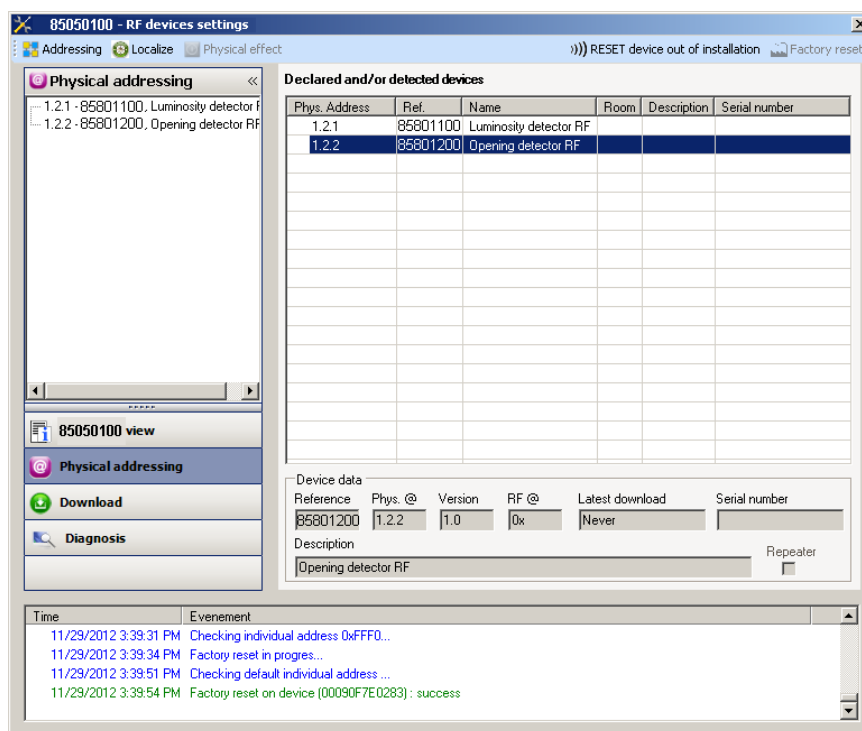 85050100 - RF devices settings
Addressing Localize Physical effect ))) RESET device out of installation Factory reset
Physical addressing «
1.2.1 - 85801100, Luminosity detector F
1.2.2 - 85801200, Opening detector RF
85050100 view
Physical addressing
Download
Diagnosis
Declared and/or detected devices
Phys. Address Ref. Name Room Description Serial number
1.2.1 85801100 Luminosity detector RF
1.2.2 85801200 Opening detector RF
Device data
Reference Phys. @ Version RF @ Latest download Serial number
85801200 1.2.2 1.0 0x Never
Description
Repeater
Opening detector RF
Time Evenement
11/29/2012 3:39:31 PM Checking individual address 0xFFF0...
11/29/2012 3:39:34 PM Factory reset in progres...
11/29/2012 3:39:51 PM Checking default individual address ...
11/29/2012 3:39:54 PM Factory reset on device (00090F7E0283) : success